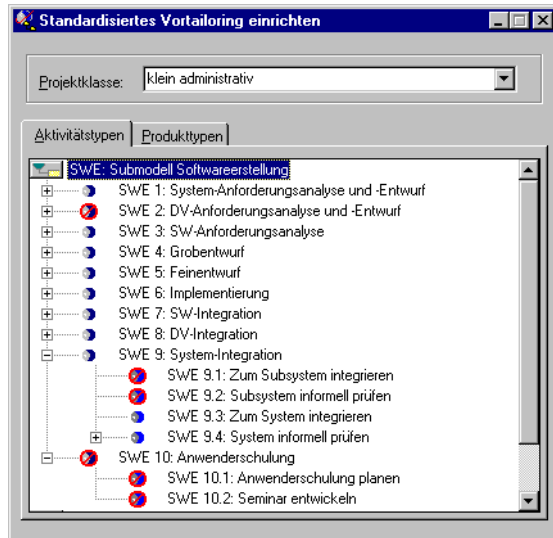 Standardisiertes Vortailoring einrichten
Projektklasse: klein administrativ
Aktivitätstypen Produkttypen
SWE: Submodell Softwareerstellung
SWE 1: System-Anforderungsanalyse und -Entwurf
SWE 2: DV-Anforderungsanalyse und -Entwurf
SWE 3: SW-Anforderungsanalyse
SWE 4: Grobentwurf
SWE 5: Feinentwurf
SWE 6: Implementierung
SWE 7: SW-Integration
SWE 8: DV-Integration
SWE 9: System-Integration
SWE 9.1: Zum Subsystem integrieren
SWE 9.2: Subsystem informell prüfen
SWE 9.3: Zum System integrieren
SWE 9.4: System informell prüfen
SWE 10: Anwenderschulung
SWE 10.1: Anwenderschulung planen
SWE 10.2: Seminar entwickeln